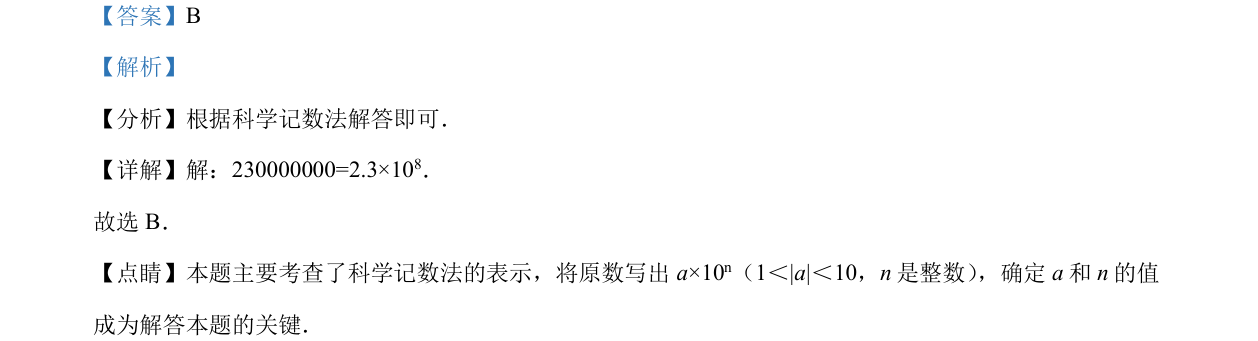 【答案】B
【解析】
【分析】根据科学记数法解答即可．
【详解】解：230000000=2.3×10⁸．
故选 B．
【点睛】本题主要考查了科学记数法的表示，将原数写出 a×10ⁿ（1＜|a|＜10，n 是整数），确定 a 和 n 的值
成为解答本题的关键．